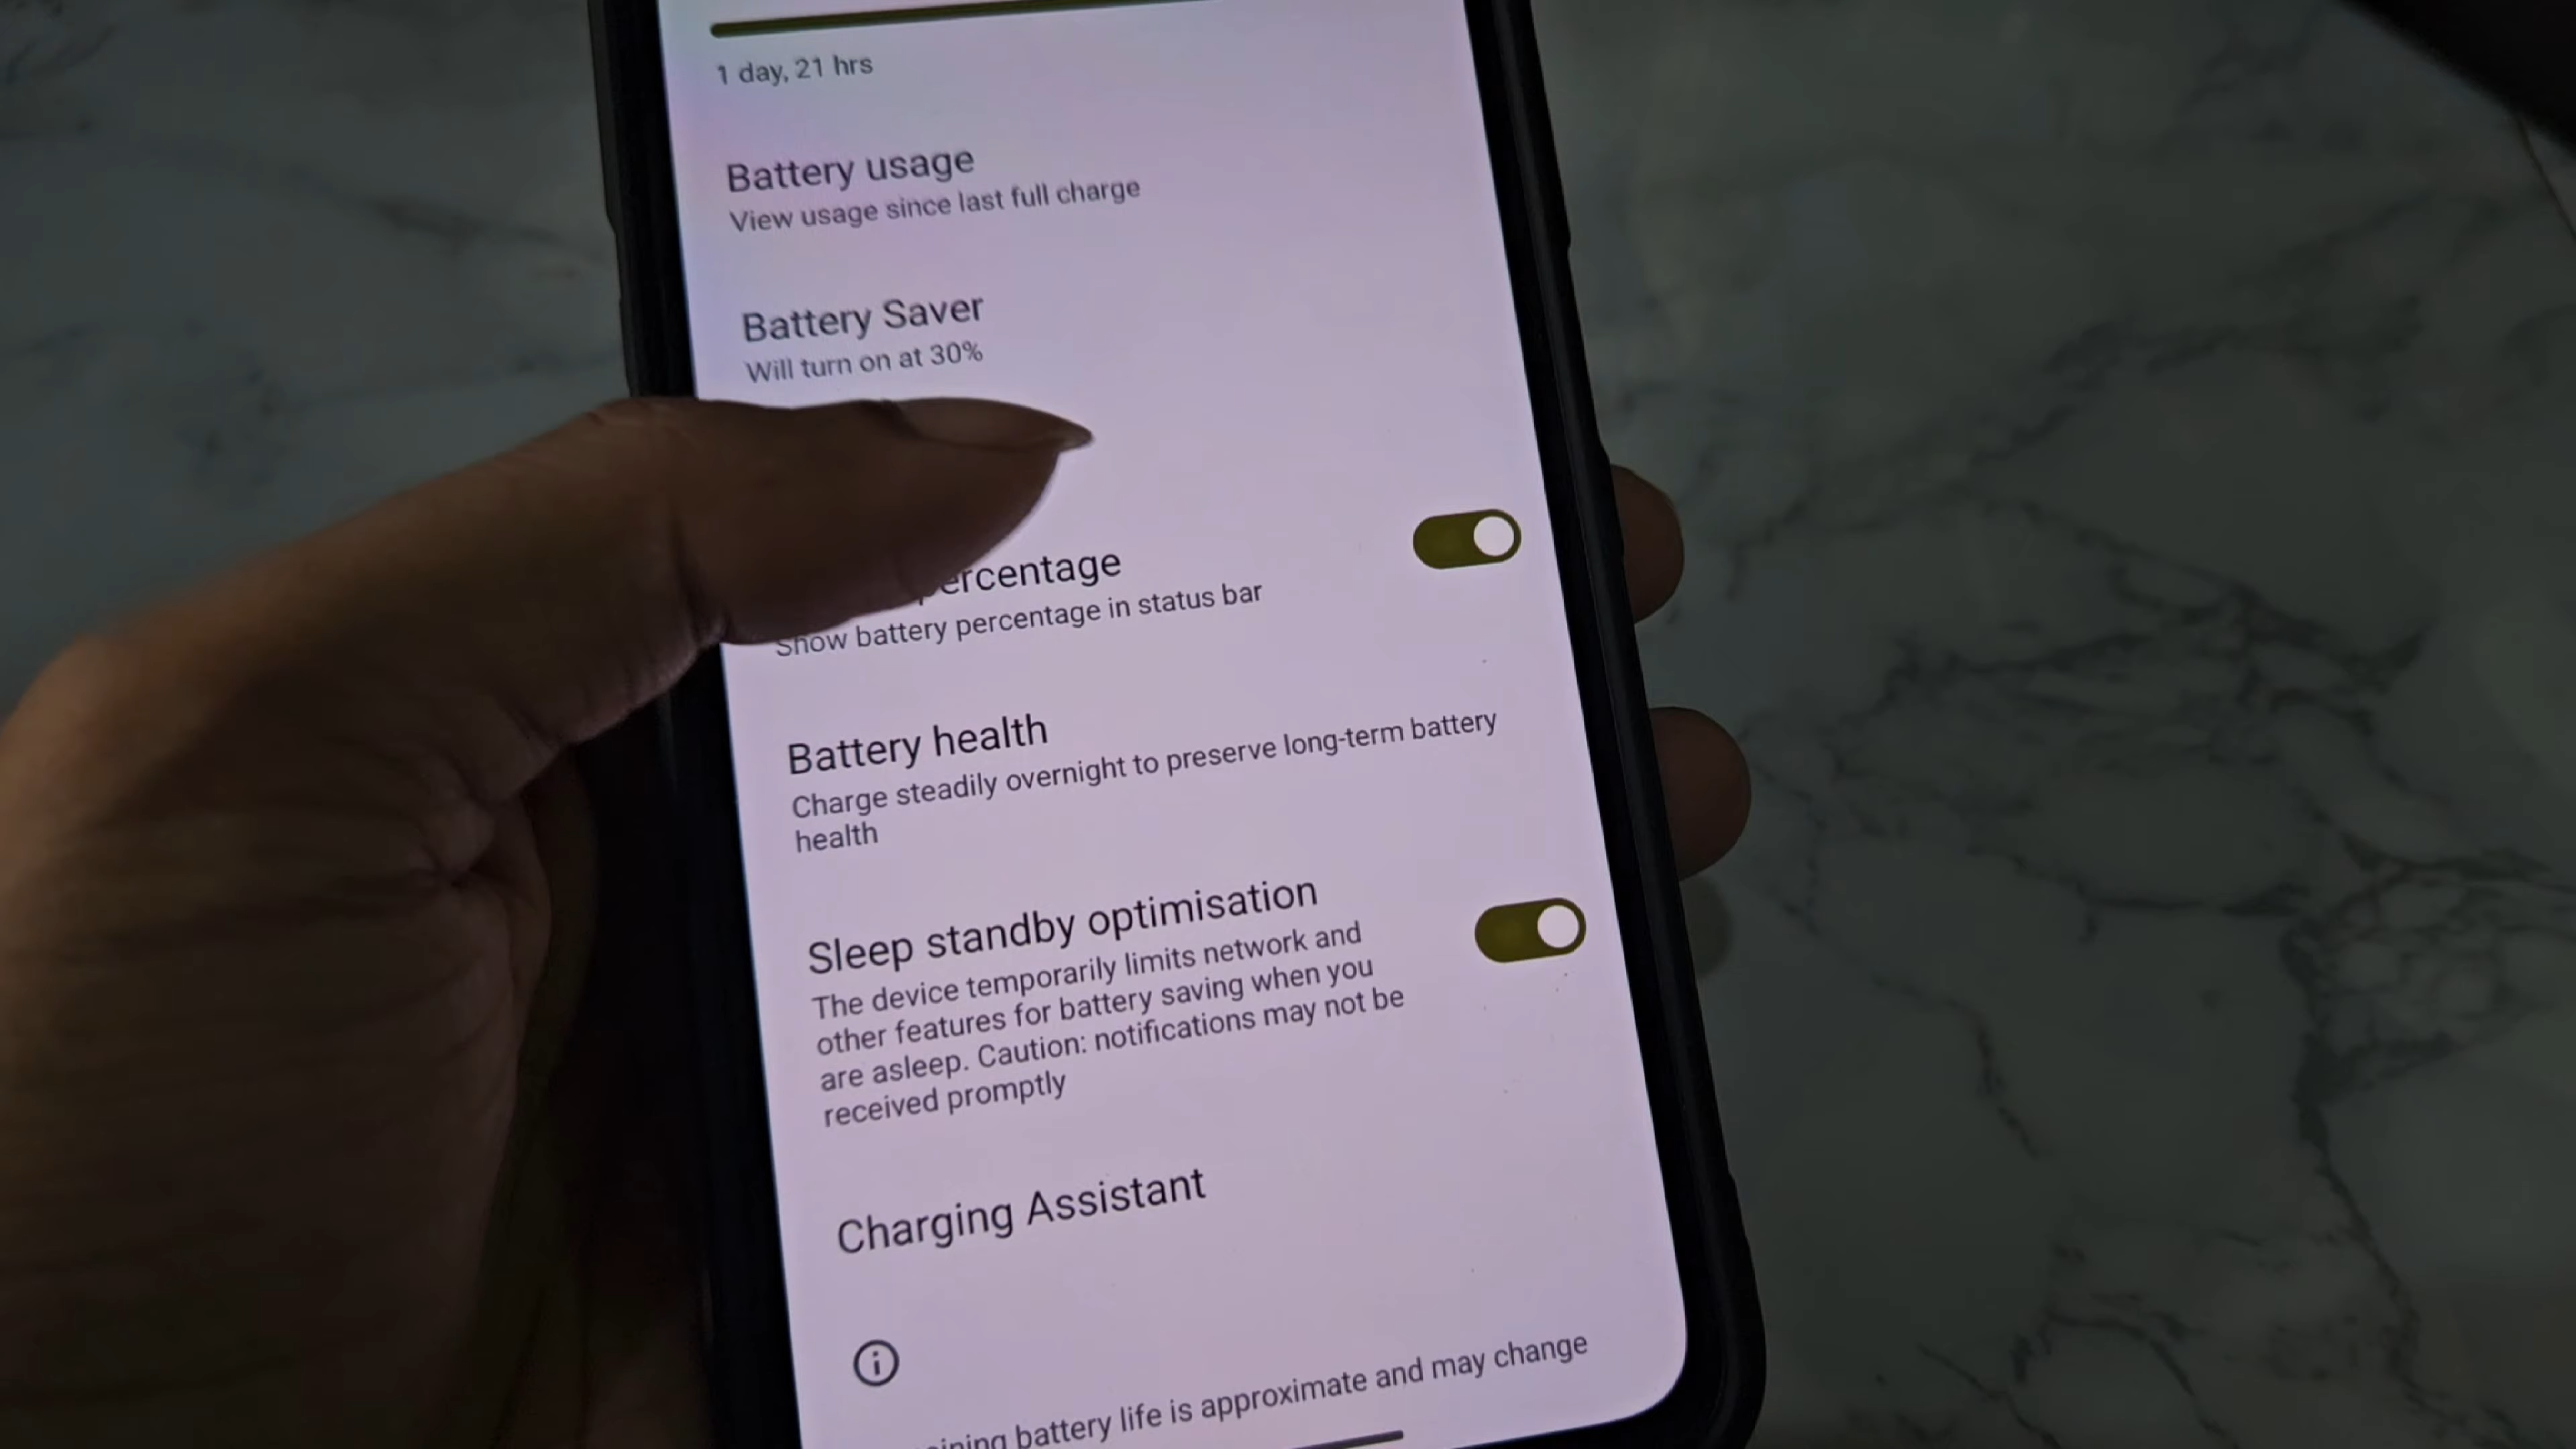 1 day, 21 hrs
Battery usage
View usage since last full charge
Battery Saver
Will turn on at 30%
Show battery percentage in status bar
Battery health
Charge steadily overnight to preserve long-term battery
health
Sleep standby optimisation
The device temporarily limits network and
other features for battery saving when you
are asleep. Caution: notifications may not be
received promptly
Charging Assistant
battery life is approximate and may change